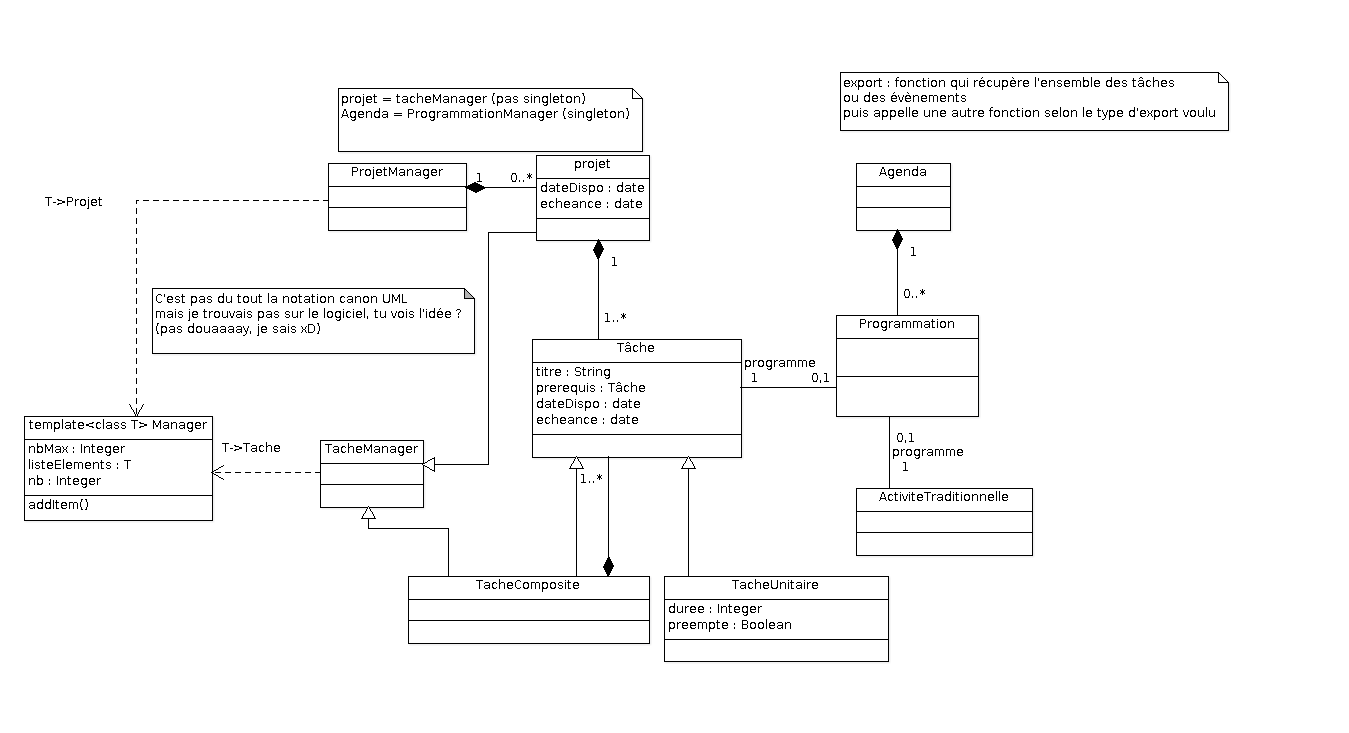 export : fonction qui récupère l'ensemble des tâches
ou des évènements
puis appelle une autre fonction selon le type d'export voulu
projet = tacheManager (pas singleton)
Agenda = ProgrammationManager (singleton)
ProjetManager
1
0..*
projet
dateDispo : date
echeance : date
Agenda
T->Projet
1
1
0..*
C'est pas du tout la notation canon UML
mais je trouvais pas sur le logiciel, tu vois l'idée ?
(pas douaaaay, je sais xD)
1..*
Programmation
Tâche
titre : String
prerequis : Tâche
dateDispo : date
echeance : date
programme
1
0,1
template<class T> Manager
nbMax : Integer
listeElements : T
nb : Integer
addItem()
T->Tache
TacheManager
0,1
programme
1
1..*
ActiviteTraditionnelle
TacheComposite
TacheUnitaire
duree : Integer
preempte : Boolean